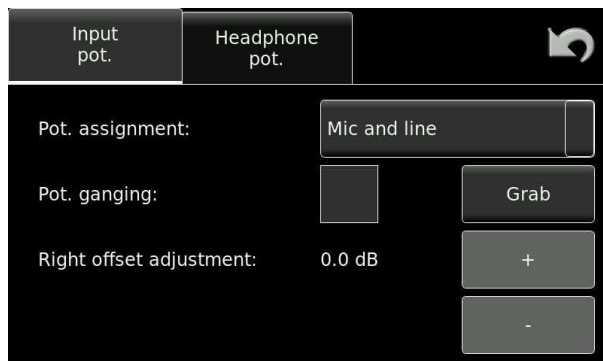 Input
pot.
Headphone
pot.
Pot. assignment:
Mic and line
Pot. ganging:
Grab
Right offset adjustment:
0.0 dB
+
-